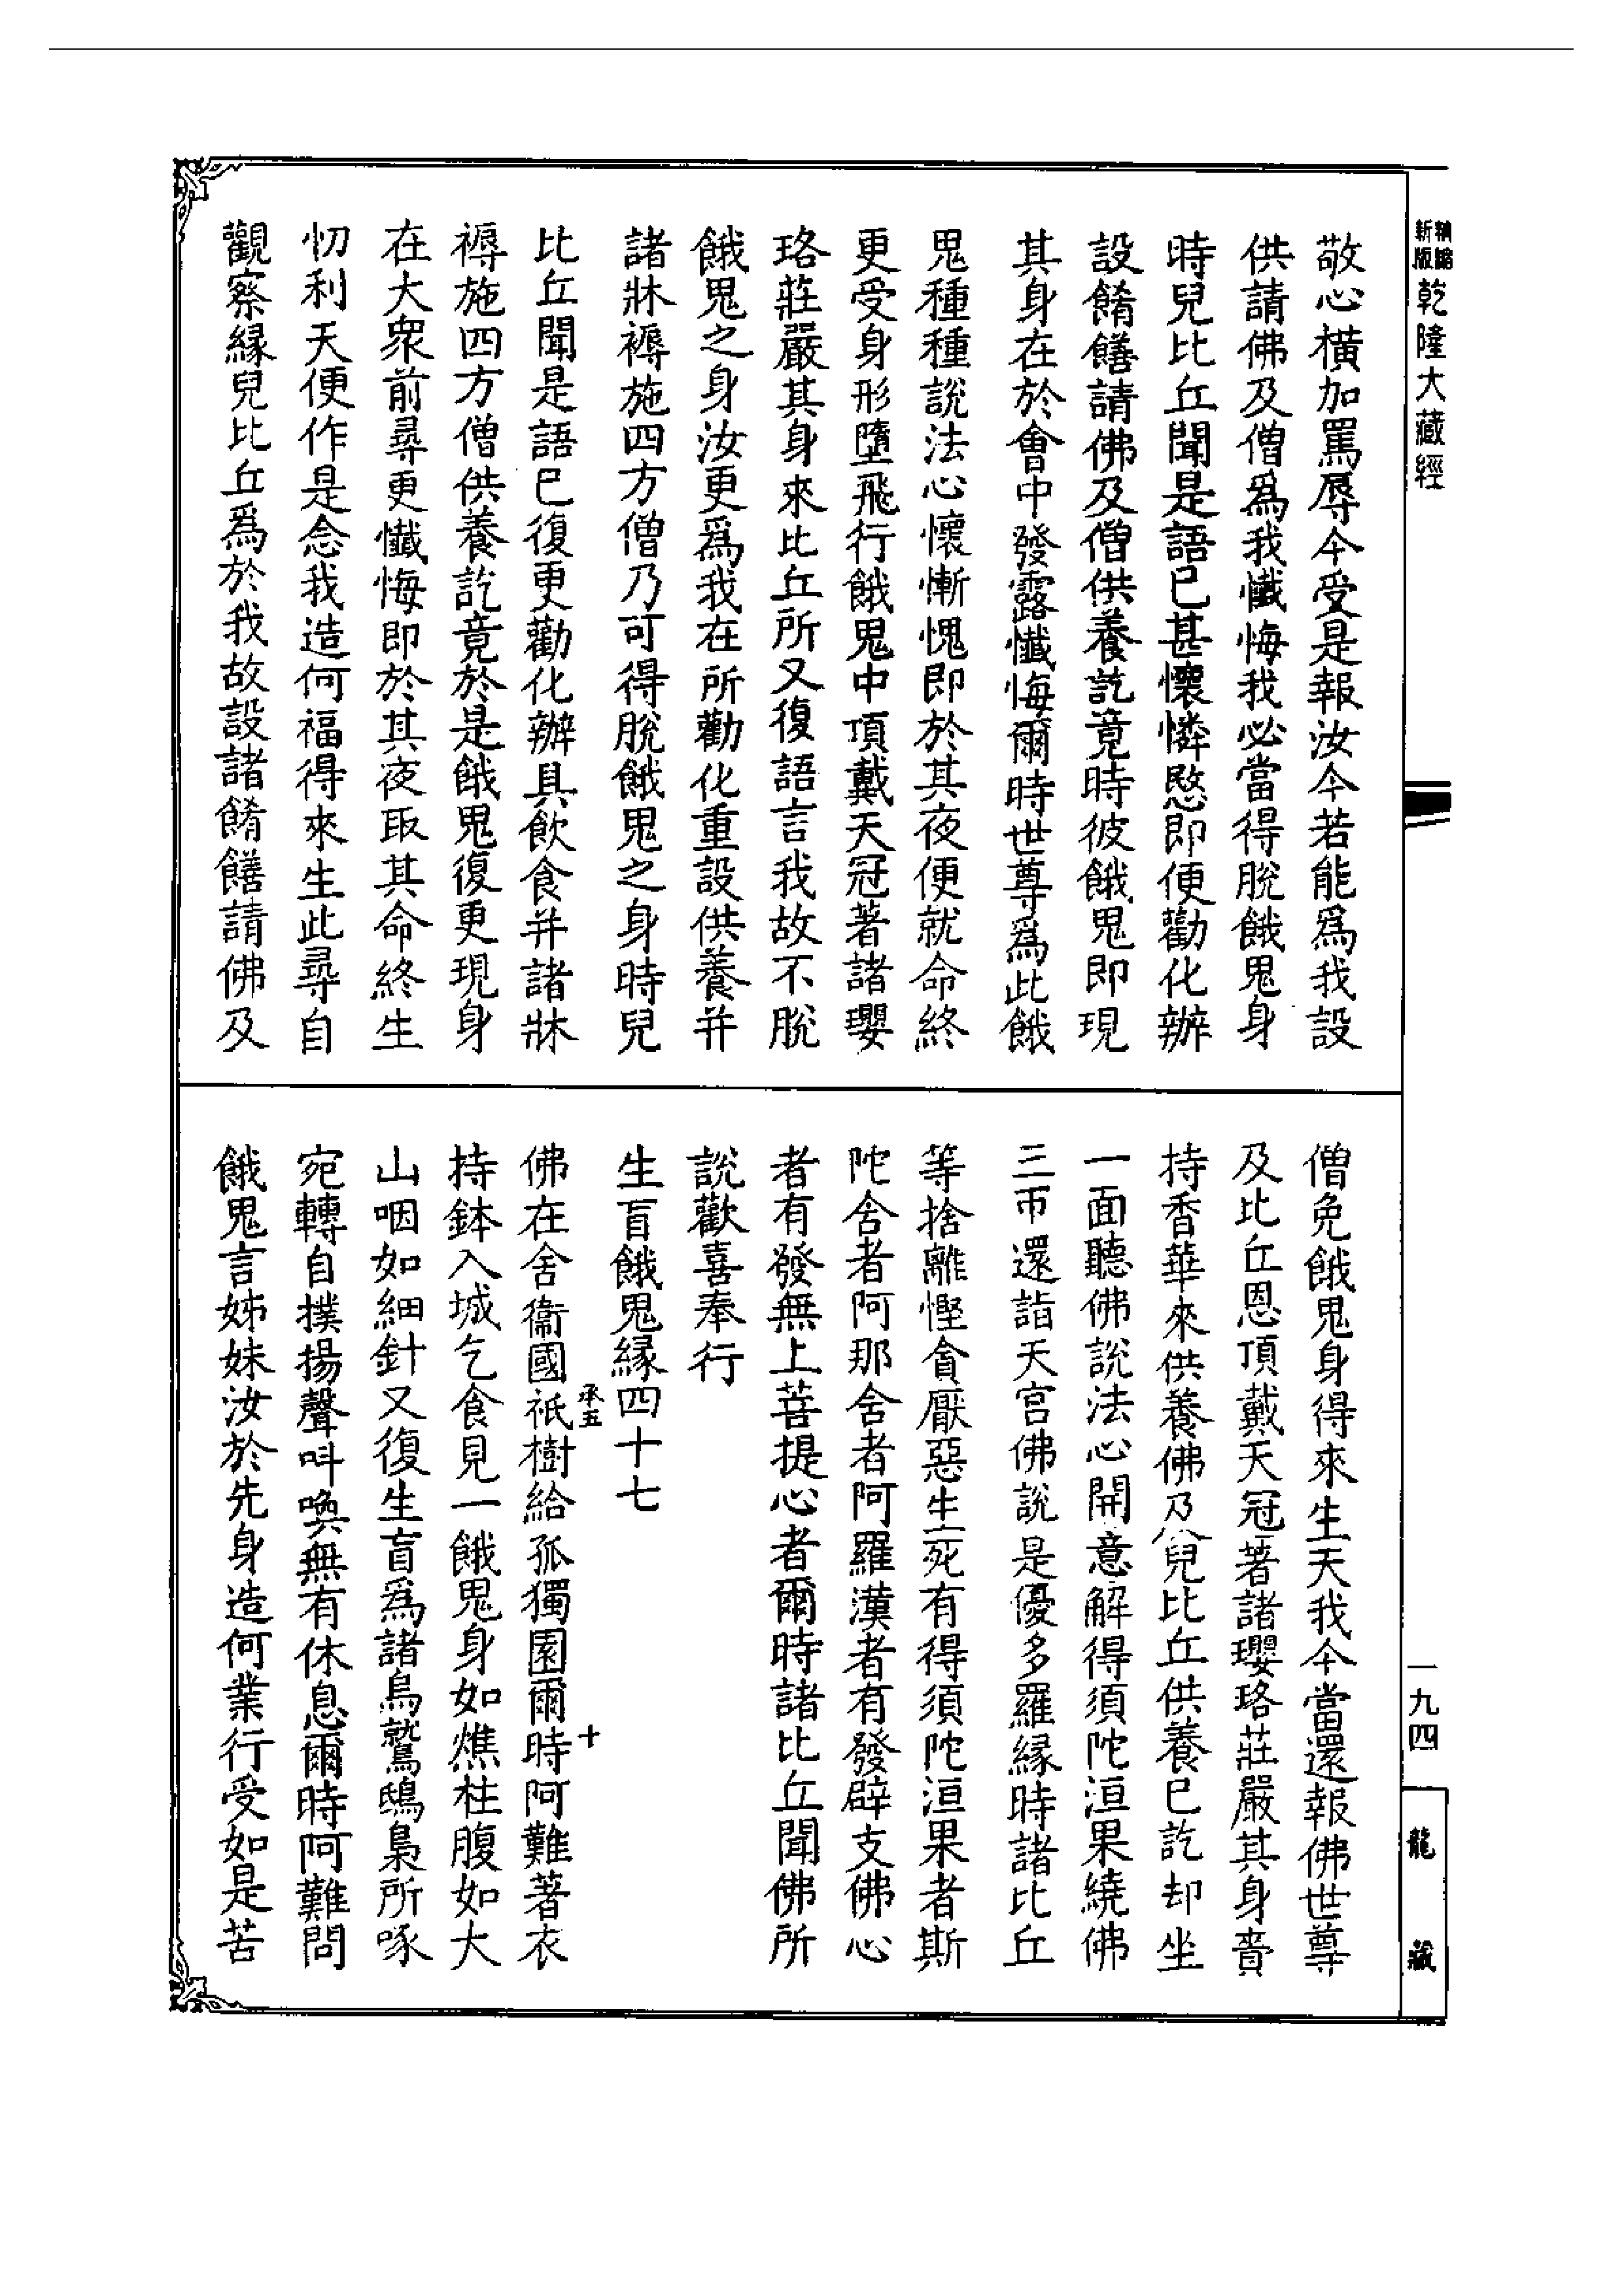 新版 精縮 乾隆大藏經
一九四
龍藏
敬心橫加罵辱今受是報汝今若能爲我設
供請佛及僧爲我懺悔我必當得脫餓鬼身
時兒比丘聞是語已甚懷憐愍即便勸化辦
設餚饍請佛及僧供養訖竟時彼餓鬼即現
其身在於會中發露懺悔爾時世尊爲此餓
鬼種種說法心懷慚愧即於其夜便就命終
更受身形墮飛行餓鬼中頂戴天冠著諸瓔
珞莊嚴其身來比丘所又復語言我故不脫
餓鬼之身汝更爲我在所勸化重設供養并
諸牀褥施四方僧乃可得脫餓鬼之身時兒
比丘聞是語已復更勸化辦具飲食并諸牀
褥施四方僧供養訖竟於是餓鬼復更現身
在大衆前尋更懺悔即於其夜取其命終生
忉利天便作是念我造何福得來生此尋自
觀察緣兒比丘爲於我故設諸餚饍請佛及
僧免餓鬼身得來生天我今當還報佛世尊
及比丘恩頂戴天冠著諸瓔珞莊嚴其身賷
持香華來供養佛及兒比丘供養已訖却坐
一面聽佛說法心開意解得須陀洹果繞佛
三帀還詣天宮佛說是優多羅緣時諸比丘
等捨離慳貪厭惡生死有得須陀洹果者斯
陀含者阿那含者阿羅漢者有發辟支佛心
者有發無上菩提心者爾時諸比丘聞佛所
說歡喜奉行
生盲餓鬼緣四十七
承五 十
佛在舍衞國祇樹給孤獨園爾時阿難著衣
持鉢入城乞食見一餓鬼身如燋柱腹如大
山咽如細針又復生盲爲諸烏鷲鴟梟所啄
宛轉自撲揚聲叫喚無有休息爾時阿難問
餓鬼言姊妹汝於先身造何業行受如是苦